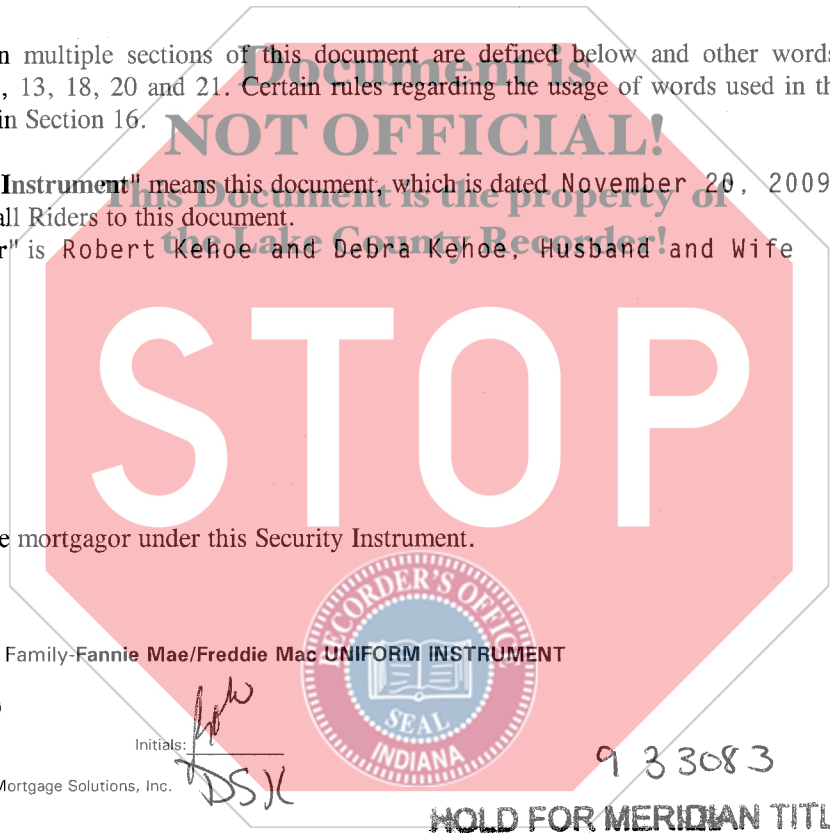 n multiple sections of this document are defined below and other words
Document is
, 13, 18, 20 and 21. Certain rules regarding the usage of words used in th
in Section 16.
NOT OFFICIAL!
Instrument" means this document, which is dated November 20, 2009
This Document is the property of
all Riders to this document.
r" is Robert Kehoe and Debra Kehoe, Husband and Wife
the Lake County Recorder!
STOP
e mortgagor under this Security Instrument.
RECORDER'S OFFICE
Family-Fannie Mae/Freddie Mac UNIFORM INSTRUMENT
SEAL
INDIANA
Initials:
DSK
Mortgage Solutions, Inc.
933083
HOLD FOR MERIDIAN TITL